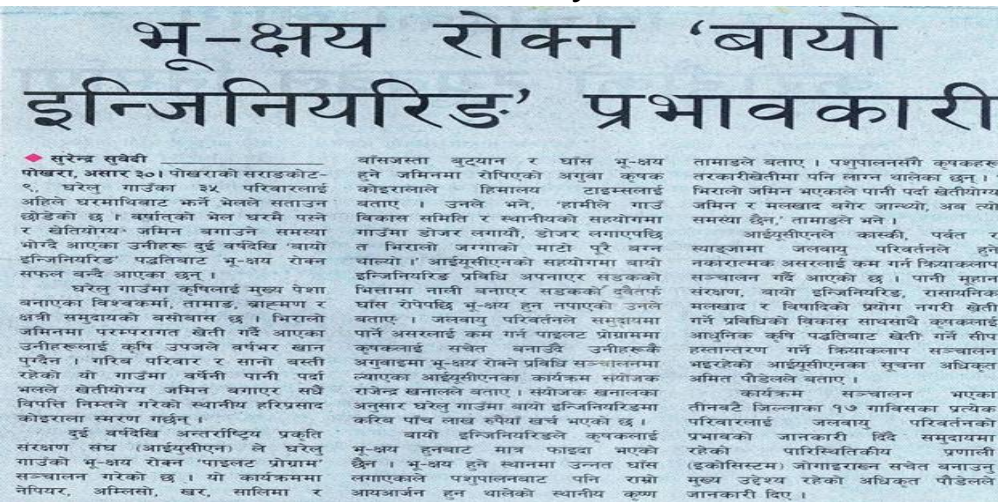 भू-क्षय रोक्न 'बायो
इन्जिनियरिङ' प्रभावकारी
सुरेन्द्र सुवेदी
पोखरा, असार ३०। पोखराको सराङकोट-
९, घरेलु गाउँका ३५ परिवारलाई
अहिले घरमाथिबाट झर्ने भेलले सताउन
छोडेको छ । वर्षातको भेल घरमै पस्ने
र खेतियोग्य जमिन बगाउने समस्या
भोग्दै आएका उनीहरू दुई वर्षदेखि 'बायो
इन्जिनियरिङ' पद्धतिबाट भू-क्षय रोक्न
सफल बन्दै आएका छन् ।
घरेलु गाउँमा कृषिलाई मुख्य पेशा
बनाएका विश्वकर्मा, तामाङ, ब्राह्मण र
क्षत्री समुदायको बसोबास छ । भिरालो
जमिनमा परम्परागत खेती गर्दै आएका
उनीहरूलाई कृषि उपजले वर्षभर खान
पुग्दैन । गरिब परिवार र सानो बस्ती
रहेको यो गाउँमा वर्षेनी पानी पर्दा
भलले खेतीयोग्य जमिन बगाएर सधैं
विपत्ति निम्तने गरेको स्थानीय हरिप्रसाद
कोइराला स्मरण गर्छन् ।
दुई वर्षदेखि अन्तर्राष्ट्रिय प्रकृति
संरक्षण संघ (आईयूसीएन) ले घरेलु
गाउँको भू-क्षय रोक्न 'पाइलट प्रोग्राम'
सञ्चालन गरेको छ । यो कार्यक्रममा
नेपियर, अम्लिसो, खर, सालिमा र
बाँसजस्ता बुट्यान र घाँस भू-क्षय
हुने जमिनमा रोपिएको अगुवा कृषक
कोइरालाले हिमालय टाइम्सलाई
बताए । उनले भने, 'हामीले गाउँ
विकास समिति र स्थानीयको सहयोगमा
गाउँमा डोजर लगायौं, डोजर लगाएपछि
त भिरालो जग्गाको माटो पूरै बग्न
थाल्यो ।' आईयूसीएनको सहयोगमा बायो
इन्जिनियरिङ प्रविधि अपनाएर सडकको
भित्तामा नाली बनाएर सडकको दुवैतर्फ
घाँस रोपेपछि भू-क्षय हुन नपाएको उनले
बताए । जलवायु परिवर्तनले समुदायमा
पार्ने असरलाई कम गर्न पाइलट प्रोग्राममा
कृषकलाई सचेत बनाउँदै उनीहरूकै
अगुवाइमा भू-क्षय रोक्ने प्रविधि सञ्चालनमा
ल्याएका आईयूसीएनका कार्यक्रम संयोजक
राजेन्द्र खनालले बताए । संयोजक खनालका
अनुसार घरेलु गाउँमा बायो इन्जिनियरिङमा
करिब पाँच लाख रुपैयाँ खर्च भएको छ ।
बायो इन्जिनियरिङले कृषकलाई
भू-क्षय हुनबाट मात्र फाइदा भएको
छैन । भू-क्षय हुने स्थानमा उन्नत घाँस
लगाएकाले पशुपालनबाट पनि राम्रो
आयआर्जन हुन थालेको स्थानीय कृष्ण
तामाङले बताए । पशुपालनसँगै कृषकहरू
तरकारीखेतीमा पनि लाग्न थालेका छन् ।
भिरालो जमिन भएकाले पानी पर्दा खेतीयोग्य
जमिन र मलखाद बगेर जान्थ्यो, अब त्यो
समस्या छैन,' तामाङले भने ।
आईयूसीएनले कास्की, पर्वत र
स्याङ्जामा जलवायु परिवर्तनले हुने
नकारात्मक असरलाई कम गर्न क्रियाकलाप
सञ्चालन गर्दै आएको छ । पानी मुहान
संरक्षण, बायो इन्जिनियरिङ, रासायनिक
मलखाद र विषादिको प्रयोग नगरी खेती
गर्ने प्रविधिको विकास साथसाथै कृषकलाई
आधुनिक कृषि पद्धतिबाट खेती गर्ने सीप
हस्तान्तरण गर्ने क्रियाकलाप सञ्चालन
भइरहेको आईयूसीएनका सूचना अधिकृत
अमित पौडेलले बताए ।
कार्यक्रम सञ्चालन भएका
तीनवटै जिल्लाका १७ गाविसका प्रत्येक
परिवारलाई जलवायु परिवर्तनको
प्रभावको जानकारी दिँदै समुदायमा
रहेको पारिस्थितिकीय प्रणाली
(इकोसिस्टम) जोगाइराख्न सचेत बनाउनु
मुख्य उद्देश्य रहेको अधिकृत पौडेलले
जानकारी दिए ।